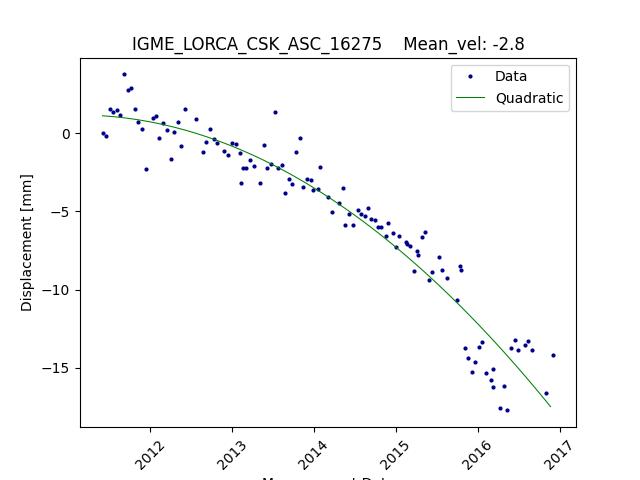 IGME_LORCA_CSK_ASC_16275    Mean_vel: -2.8
Data
Quadratic
Displacement [mm]
0
−5
−10
−15
2012
2013
2014
2015
2016
2017